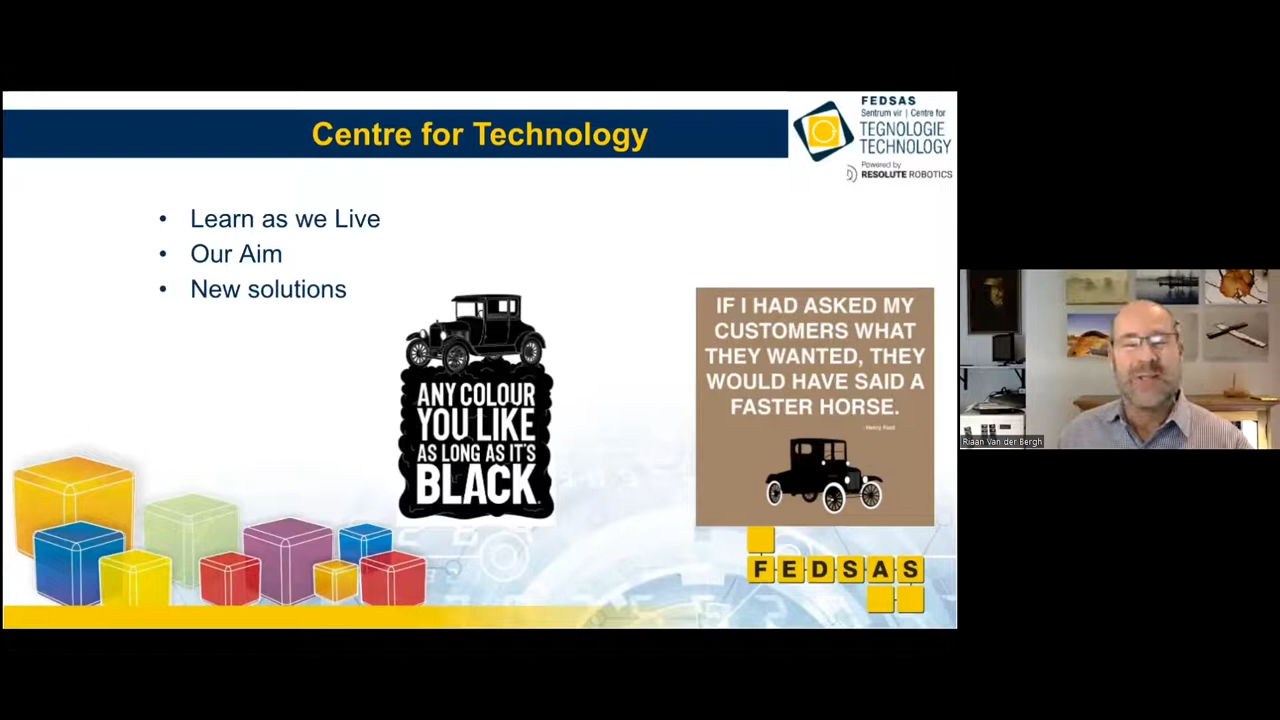 Centre for Technology
FEDSAS
Sentrum vir | Centre for
TEGNOLOGIE
TECHNOLOGY
Powered by
RESOLUTE ROBOTICS
• Learn as we Live
• Our Aim
• New solutions
ANY COLOUR
YOU LIKE
AS LONG AS IT'S
BLACK.
IF I HAD ASKED MY
CUSTOMERS WHAT
THEY WANTED, THEY
WOULD HAVE SAID A
FASTER HORSE.
- Henry Ford
FEDSAS
Riaan Van der Bergh